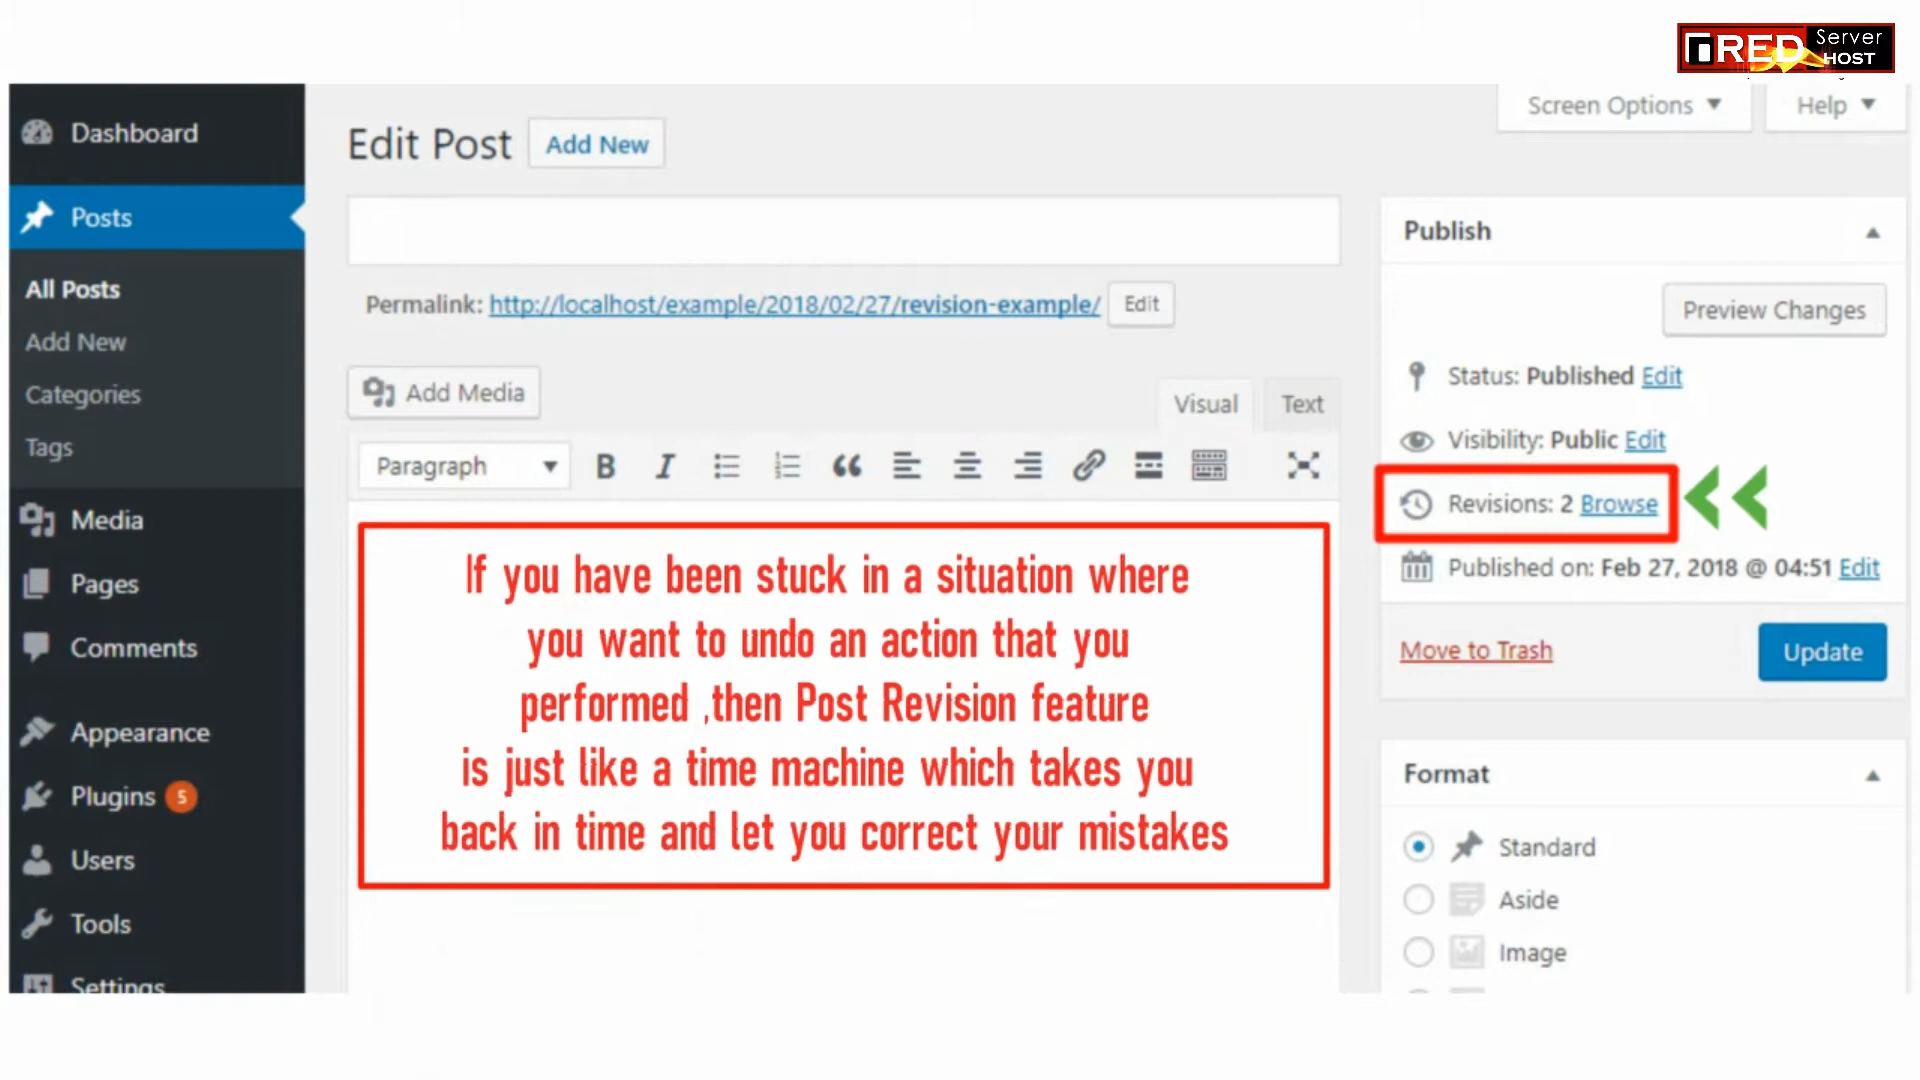 RED Server HOST
Screen Options
Help
Dashboard
Posts
All Posts
Add New
Categories
Tags
Media
Pages
Comments
Appearance
Plugins 5
Users
Tools
Settings
Edit Post Add New
Permalink: http://localhost/example/2018/02/27/revision-example/ Edit
Add Media
Visual Text
Paragraph B I
If you have been stuck in a situation where
you want to undo an action that you
performed ,then Post Revision feature
is just like a time machine which takes you
back in time and let you correct your mistakes
Publish
Preview Changes
Status: Published Edit
Visibility: Public Edit
Revisions: 2 Browse
Published on: Feb 27, 2018 @ 04:51 Edit
Move to Trash
Update
Format
Standard
Aside
Image